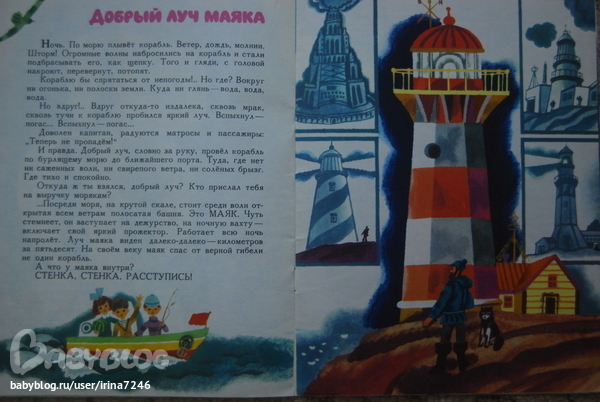 ДОБРЫЙ ЛУЧ МАЯКА
Ночь. По морю плывёт корабль. Ветер, дождь, молнии.
Шторм! Огромные волны набросились на корабль и стали
подбрасывать его, как щепку. Того и гляди, с головой
накроют, перевернут, потопят.
Кораблю бы спрятаться от непогоды!.. Но где? Вокруг
ни огонька, ни полоски земли. Куда ни глянь — вода, вода,
вода.
Но вдруг!.. Вдруг откуда-то издалека, сквозь мрак,
сквозь тучи к кораблю пробился яркий луч. Вспыхнул —
погас... Вспыхнул — погас...
Доволен капитан, радуются матросы и пассажиры:
„Теперь не пропадём!"
И правда. Добрый луч, словно за руку, провёл корабль
по бурлящему морю до ближайшего порта. Туда, где нет
ни саженных волн, ни свирепого ветра, ни солёных брызг.
Где тихо и спокойно.
Откуда ж ты взялся, добрый луч? Кто прислал тебя
на выручку морякам?
...Посреди моря, на крутой скале, стоит среди волн от-
крытая всем ветрам полосатая башня. Это МАЯК. Чуть
стемнеет, он заступает на дежурство, на ночную вахту —
включает свой яркий прожектор. Работает всю ночь
напролёт. Луч маяка виден далеко-далеко — километров
за пятьдесят. На своём веку маяк спас от верной гибели
не один корабль.
А что у маяка внутри?
СТЕНКА, СТЕНКА, РАССТУПИСЬ!
BABYBLOG
babyblog.ru/user/irina7246